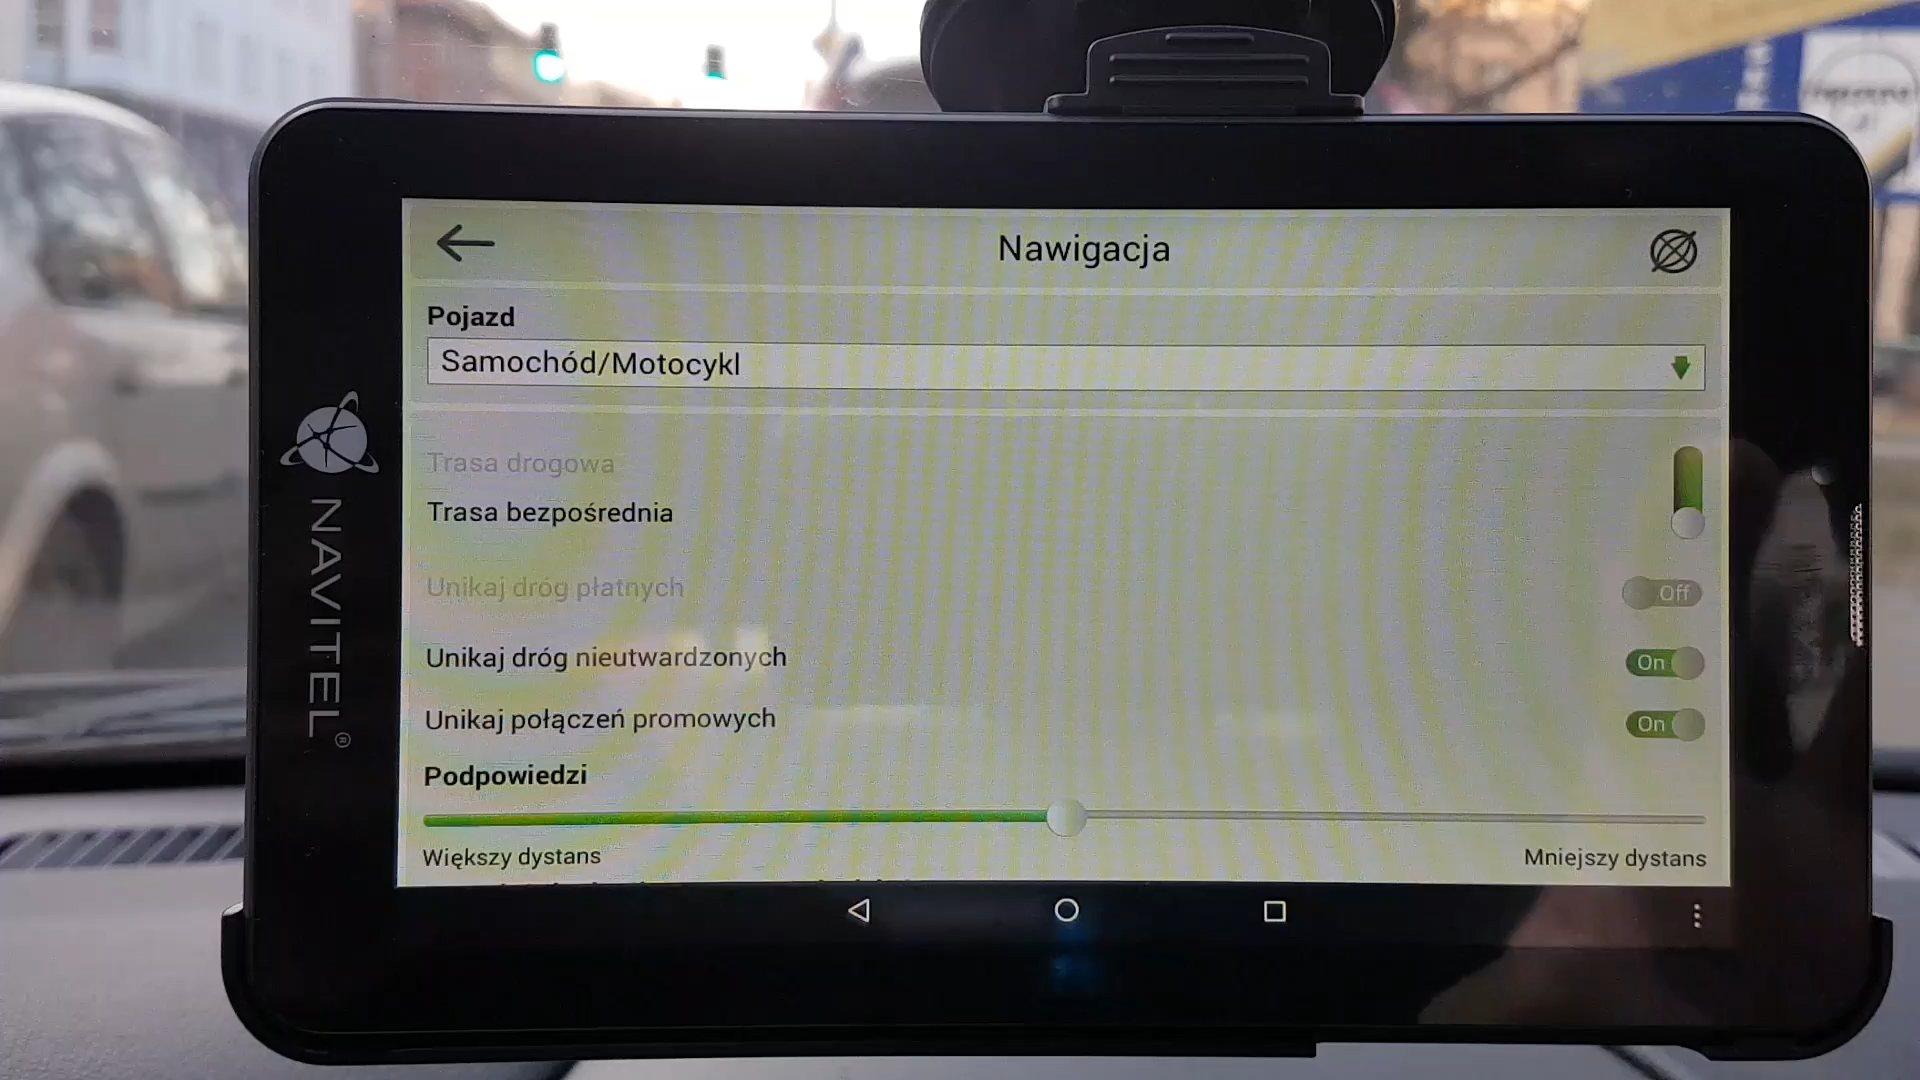 Nawigacja
Pojazd
Samochód/Motocykl
Trasa drogowa
Trasa bezpośrednia
Unikaj dróg płatnych
Off
Unikaj dróg nieutwardzonych
On
Unikaj połączeń promowych
On
Podpowiedzi
Większy dystans
Mniejszy dystans
NAVITEL®